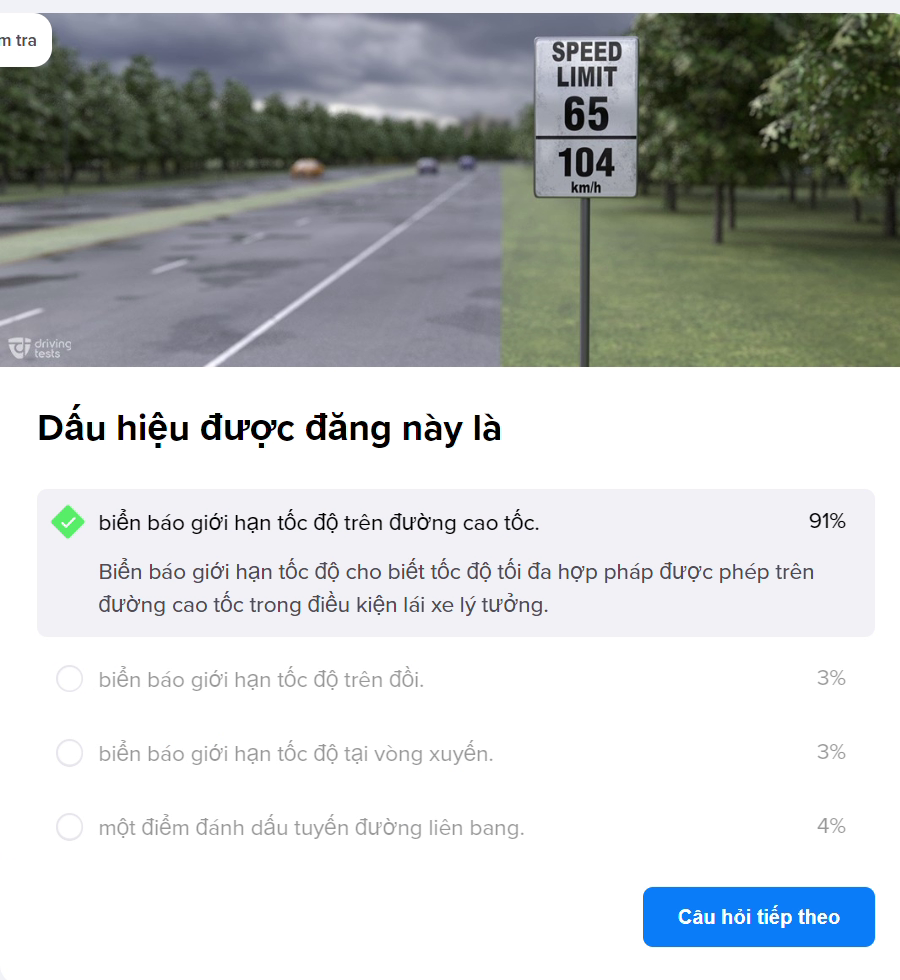 m tra
SPEED
LIMIT
65
104
km/h
driving
tests
Dấu hiệu được đăng này là
biển báo giới hạn tốc độ trên đường cao tốc. 91%
Biển báo giới hạn tốc độ cho biết tốc độ tối đa hợp pháp được phép trên
đường cao tốc trong điều kiện lái xe lý tưởng.
biển báo giới hạn tốc độ trên đồi. 3%
biển báo giới hạn tốc độ tại vòng xuyến. 3%
một điểm đánh dấu tuyến đường liên bang. 4%
Câu hỏi tiếp theo